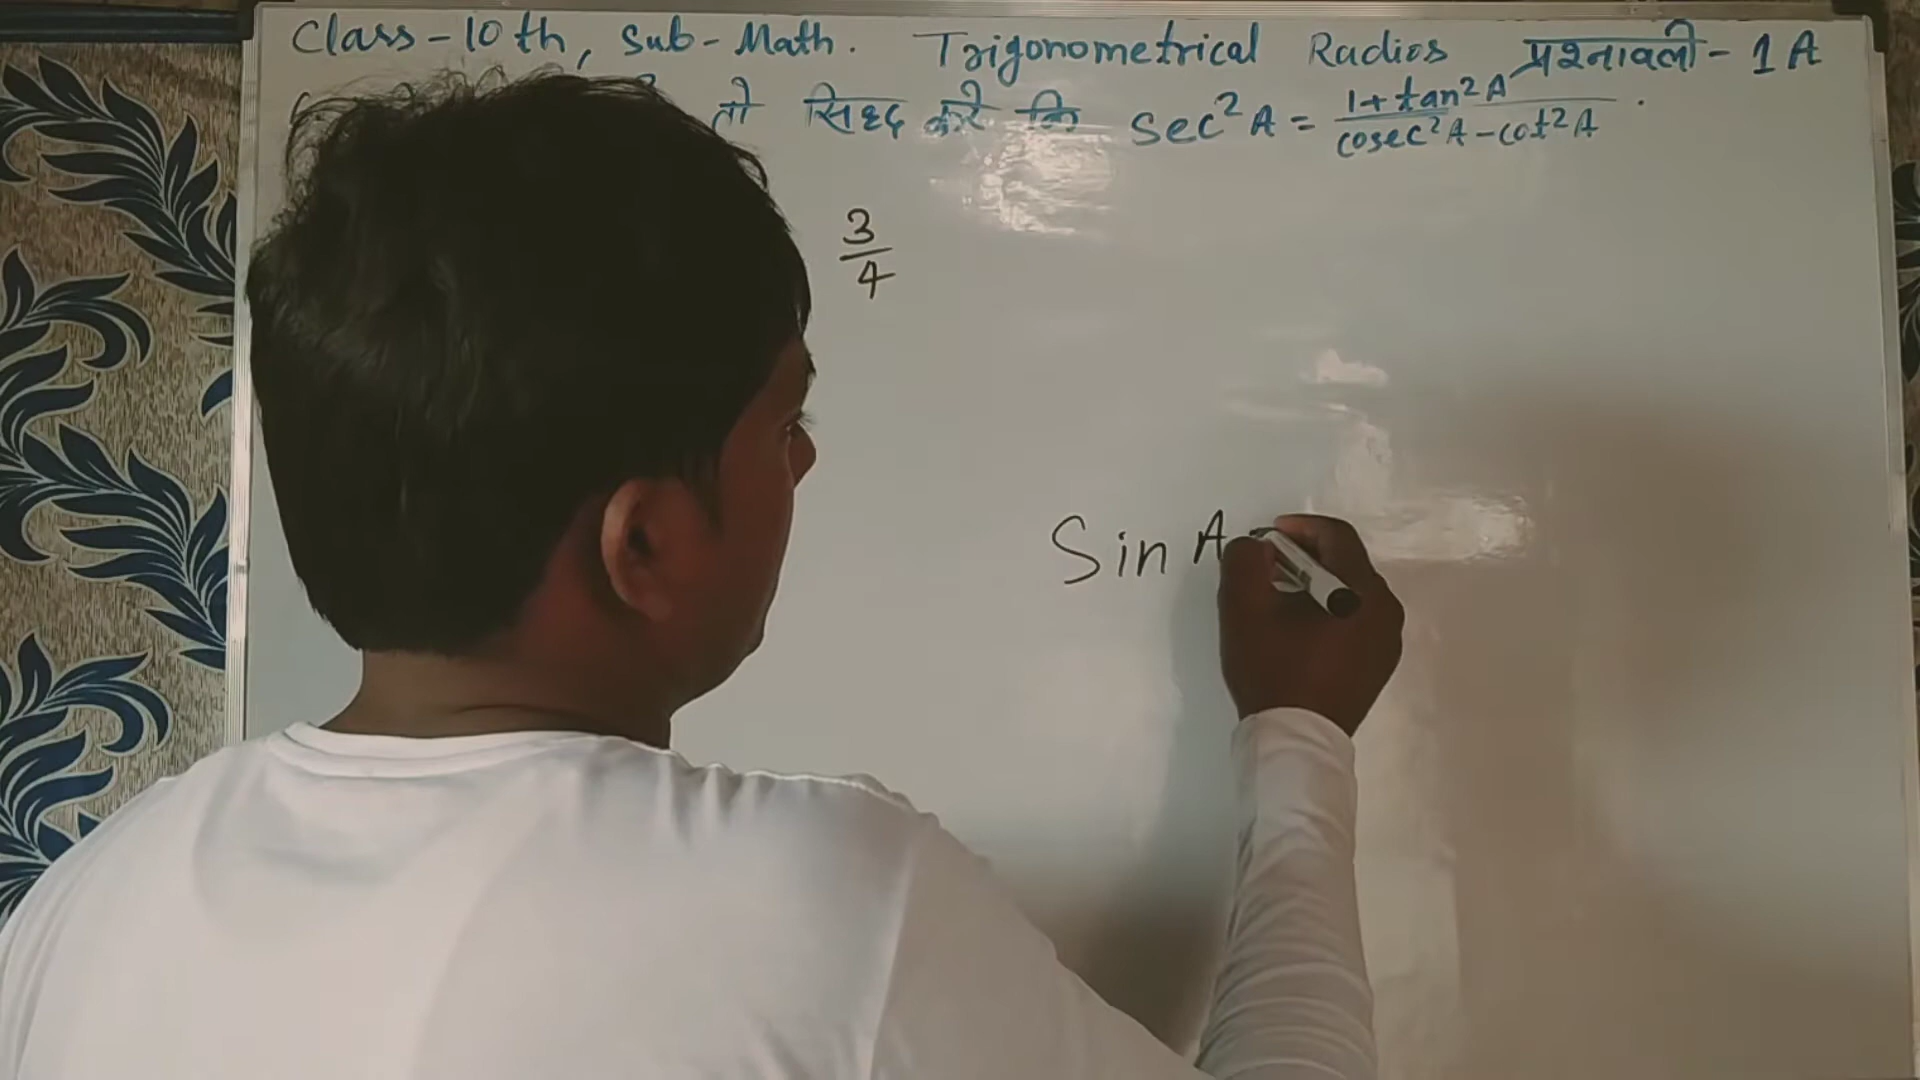 Class-10th, Sub-Math. Trigonometrical Radios प्रश्नावली-1A
तो सिद्ध करें कि sec²A = 1+tan²A / cosec²A-cot²A .
3/4
Sin A